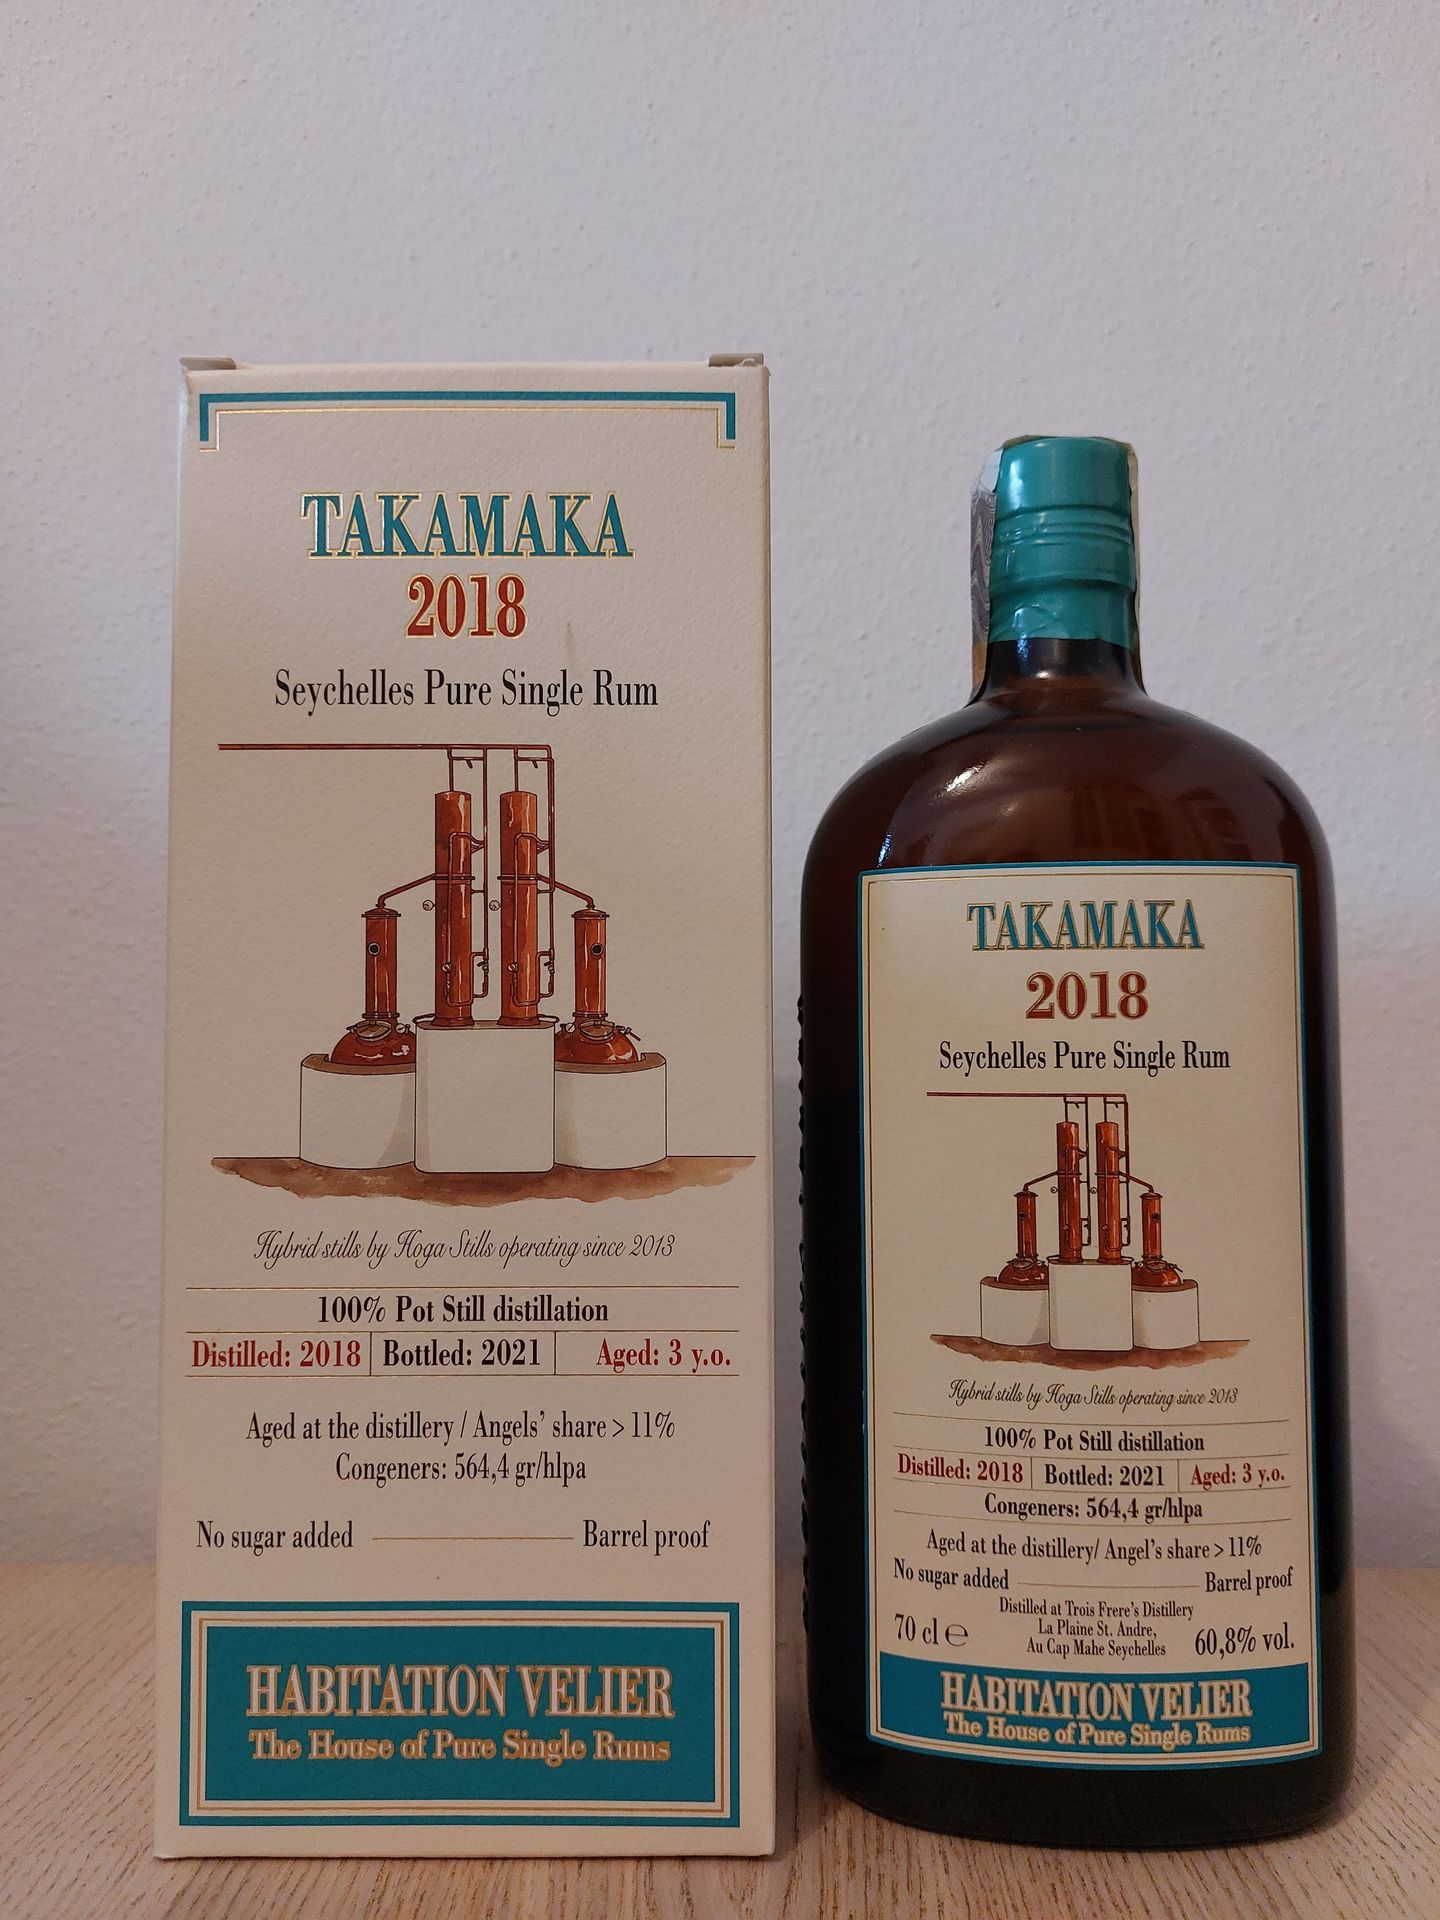 TAKAMAKA
2018
Seychelles Pure Single Rum
Hybrid stills by Hoga Stills operating since 2013
100% Pot Still distillation
Distilled: 2018 Bottled: 2021 Aged: 3 y.o.
Aged at the distillery / Angels' share > 11%
Congeners: 564,4 gr/hlpa
No sugar added Barrel proof
HABITATION VELIER
The House of Pure Single Rums
TAKAMAKA
2018
Seychelles Pure Single Rum
Hybrid stills by Hoga Stills operating since 2013
100% Pot Still distillation
Distilled: 2018 Bottled: 2021 Aged: 3 y.o.
Congeners: 564,4 gr/hlpa
Aged at the distillery/ Angel's share > 11%
No sugar added Barrel proof
Distilled at Trois Frere's Distillery
La Plaine St. Andre,
Au Cap Mahe Seychelles
70 cl e
60,8% vol.
HABITATION VELIER
The House of Pure Single Rums